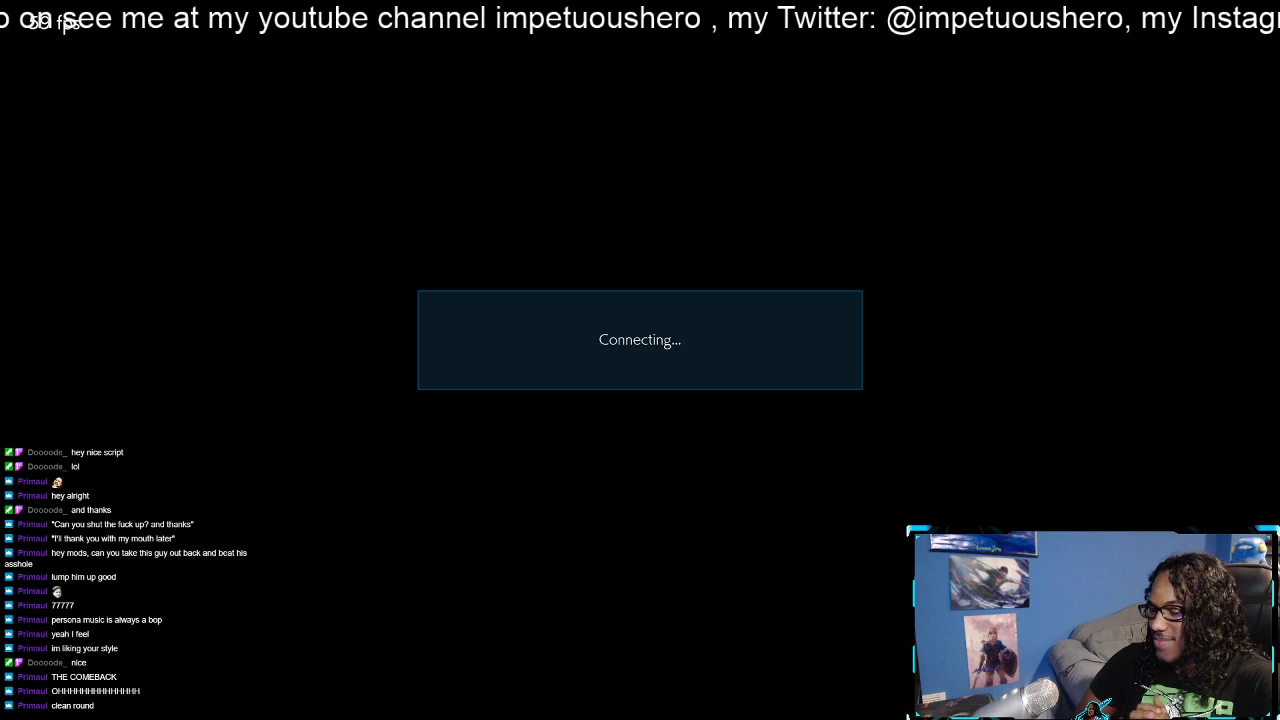 o on see me at my youtube channel impetuoushero , my Twitter: @impetuoushero, my Instag
59 fps
Connecting...
Doooode_ hey nice script
Doooode_ lol
Primaul
Primaul hey alright
Doooode_ and thanks
Primaul "Can you shut the fuck up? and thanks"
Primaul "I'll thank you with my mouth later"
Primaul hey mods, can you take this guy out back and beat his
asshole
Primaul lump him up good
Primaul
Primaul 77777
Primaul persona music is always a bop
Primaul yeah I feel
Primaul im liking your style
Doooode_ nice
Primaul THE COMEBACK
Primaul OHHHHHHHHHHHHHHH
Primaul clean round